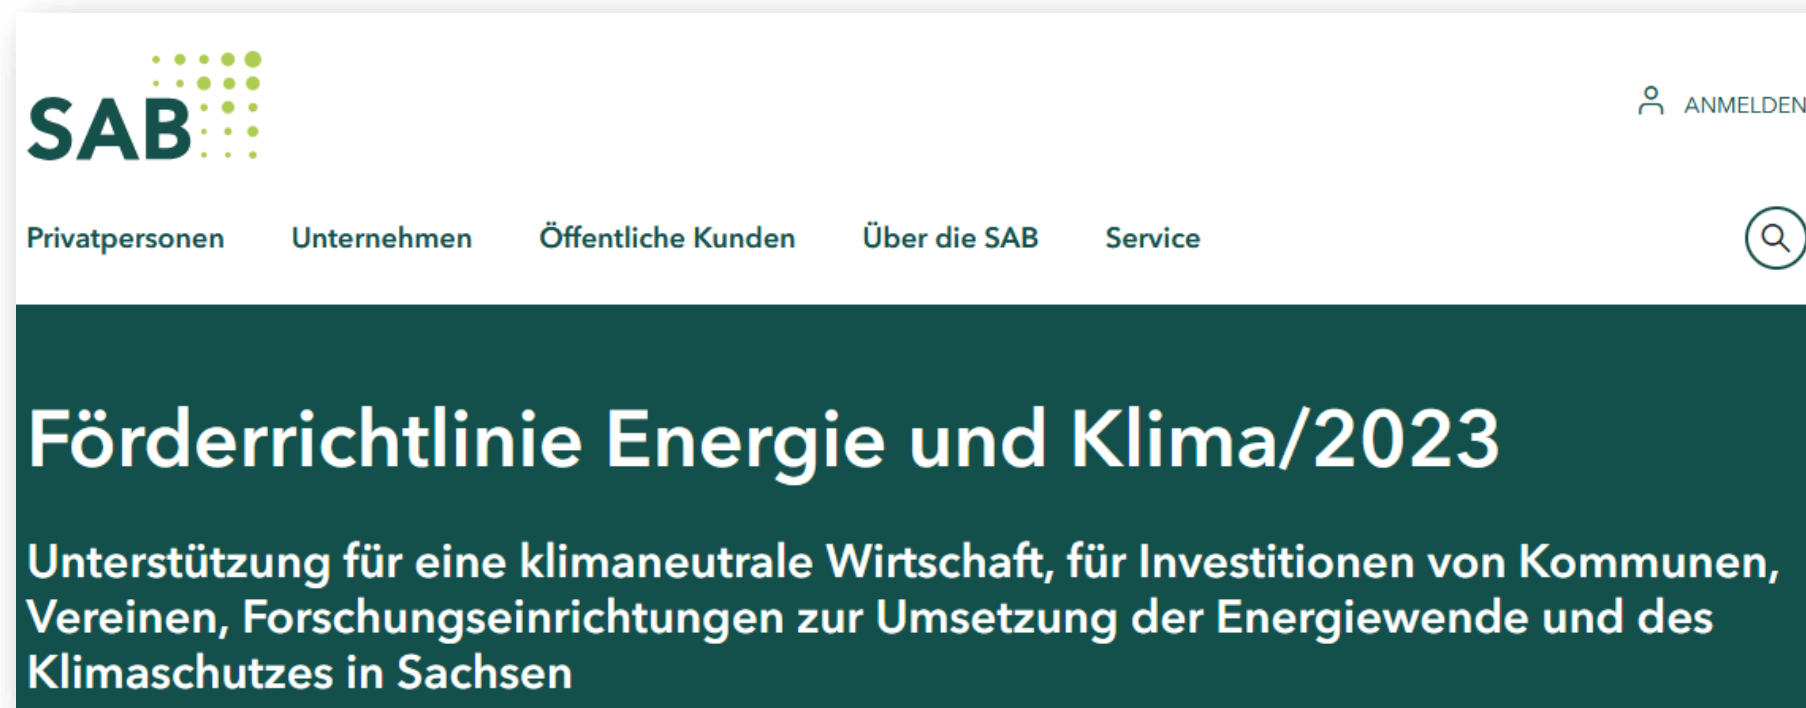 SAB
ANMELDEN
Privatpersonen Unternehmen Öffentliche Kunden Über die SAB Service
Förderrichtlinie Energie und Klima/2023
Unterstützung für eine klimaneutrale Wirtschaft, für Investitionen von Kommunen,
Vereinen, Forschungseinrichtungen zur Umsetzung der Energiewende und des
Klimaschutzes in Sachsen